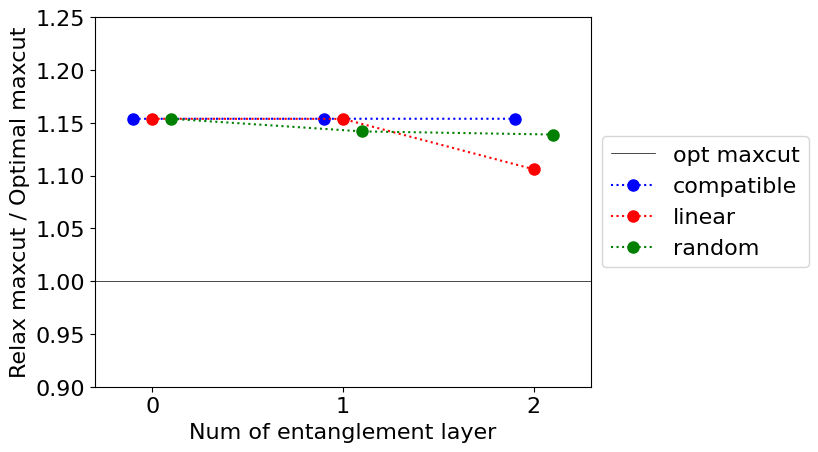 Relax maxcut / Optimal maxcut
1.25
1.20
1.15
1.10
1.05
1.00
0.95
0.90
0
1
2
Num of entanglement layer
opt maxcut
compatible
linear
random